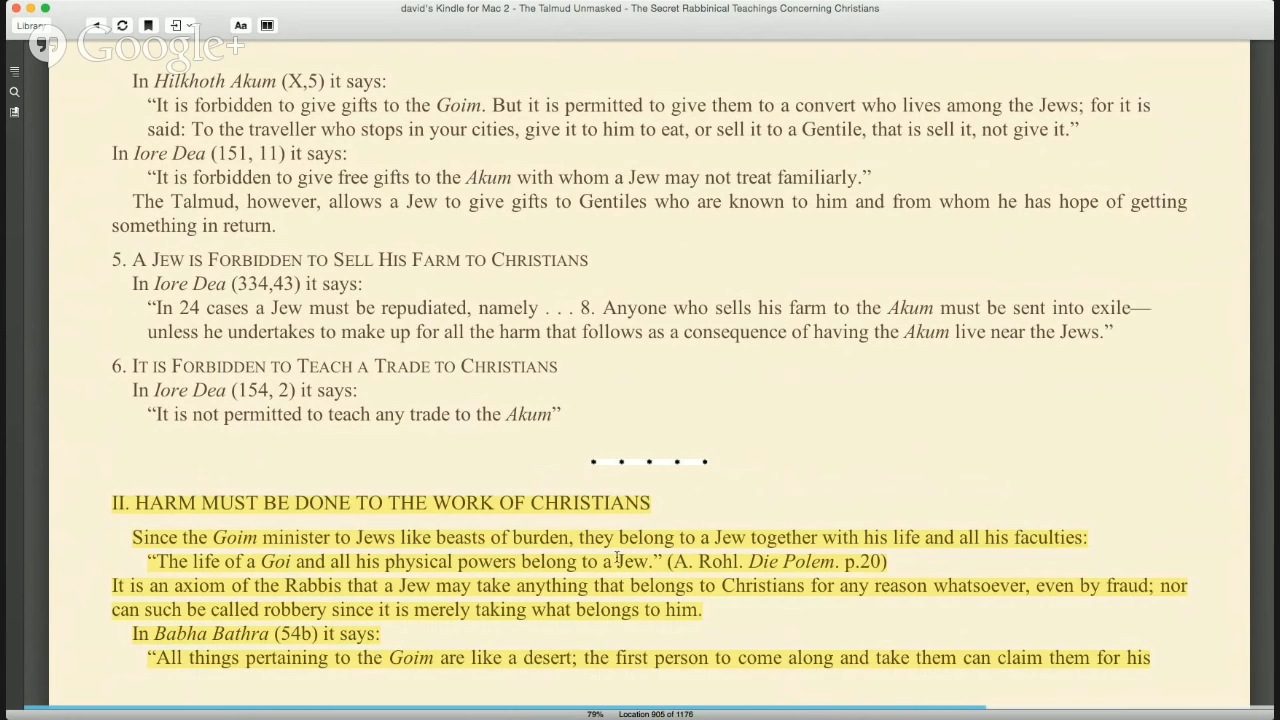 david's Kindle for Mac 2 - The Talmud Unmasked - The Secret Rabbinical Teachings Concerning Christians
Library
Aa
Google+
In Hilkhoth Akum (X,5) it says:
“It is forbidden to give gifts to the Goim. But it is permitted to give them to a convert who lives among the Jews; for it is
said: To the traveller who stops in your cities, give it to him to eat, or sell it to a Gentile, that is sell it, not give it.”
In Iore Dea (151, 11) it says:
“It is forbidden to give free gifts to the Akum with whom a Jew may not treat familiarly.”
The Talmud, however, allows a Jew to give gifts to Gentiles who are known to him and from whom he has hope of getting
something in return.
5. A JEW IS FORBIDDEN TO SELL HIS FARM TO CHRISTIANS
In Iore Dea (334,43) it says:
“In 24 cases a Jew must be repudiated, namely . . . 8. Anyone who sells his farm to the Akum must be sent into exile—
unless he undertakes to make up for all the harm that follows as a consequence of having the Akum live near the Jews.”
6. IT IS FORBIDDEN TO TEACH A TRADE TO CHRISTIANS
In Iore Dea (154, 2) it says:
“It is not permitted to teach any trade to the Akum”
II. HARM MUST BE DONE TO THE WORK OF CHRISTIANS
Since the Goim minister to Jews like beasts of burden, they belong to a Jew together with his life and all his faculties:
“The life of a Goi and all his physical powers belong to a Jew.” (A. Rohl. Die Polem. p.20)
It is an axiom of the Rabbis that a Jew may take anything that belongs to Christians for any reason whatsoever, even by fraud; nor
can such be called robbery since it is merely taking what belongs to him.
In Babha Bathra (54b) it says:
“All things pertaining to the Goim are like a desert; the first person to come along and take them can claim them for his
79% Location 905 of 1176